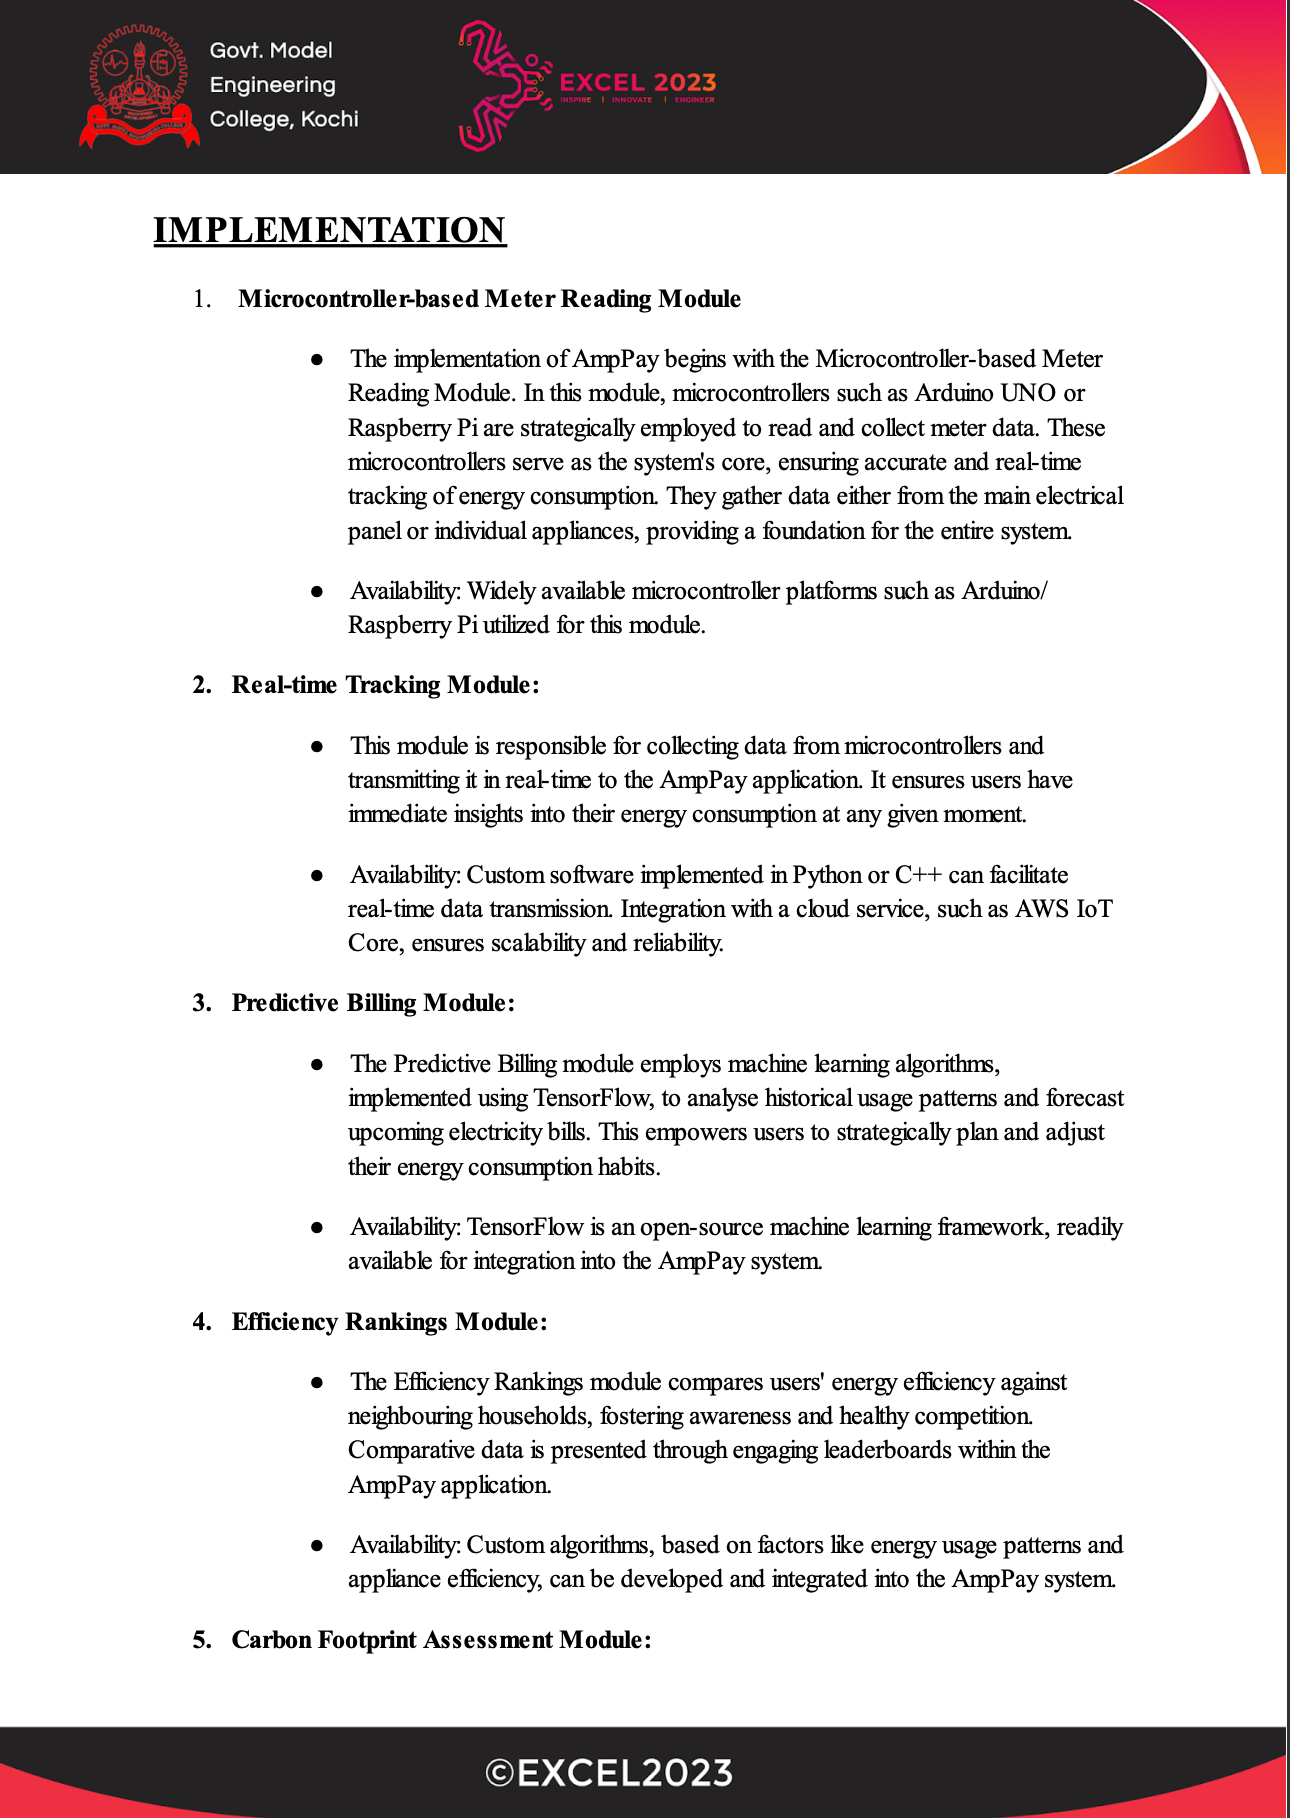 Govt. Model
Engineering
College, Kochi
EXCEL 2023
INSPIRE | INNOVATE | ENGINEER
IMPLEMENTATION
1. Microcontroller-based Meter Reading Module
● The implementation of AmpPay begins with the Microcontroller-based Meter
Reading Module. In this module, microcontrollers such as Arduino UNO or
Raspberry Pi are strategically employed to read and collect meter data. These
microcontrollers serve as the system's core, ensuring accurate and real-time
tracking of energy consumption. They gather data either from the main electrical
panel or individual appliances, providing a foundation for the entire system.
● Availability: Widely available microcontroller platforms such as Arduino/
Raspberry Pi utilized for this module.
2. Real-time Tracking Module:
● This module is responsible for collecting data from microcontrollers and
transmitting it in real-time to the AmpPay application. It ensures users have
immediate insights into their energy consumption at any given moment.
● Availability: Custom software implemented in Python or C++ can facilitate
real-time data transmission. Integration with a cloud service, such as AWS IoT
Core, ensures scalability and reliability.
3. Predictive Billing Module:
● The Predictive Billing module employs machine learning algorithms,
implemented using TensorFlow, to analyse historical usage patterns and forecast
upcoming electricity bills. This empowers users to strategically plan and adjust
their energy consumption habits.
● Availability: TensorFlow is an open-source machine learning framework, readily
available for integration into the AmpPay system.
4. Efficiency Rankings Module:
● The Efficiency Rankings module compares users' energy efficiency against
neighbouring households, fostering awareness and healthy competition.
Comparative data is presented through engaging leaderboards within the
AmpPay application.
● Availability: Custom algorithms, based on factors like energy usage patterns and
appliance efficiency, can be developed and integrated into the AmpPay system.
5. Carbon Footprint Assessment Module:
©EXCEL2023